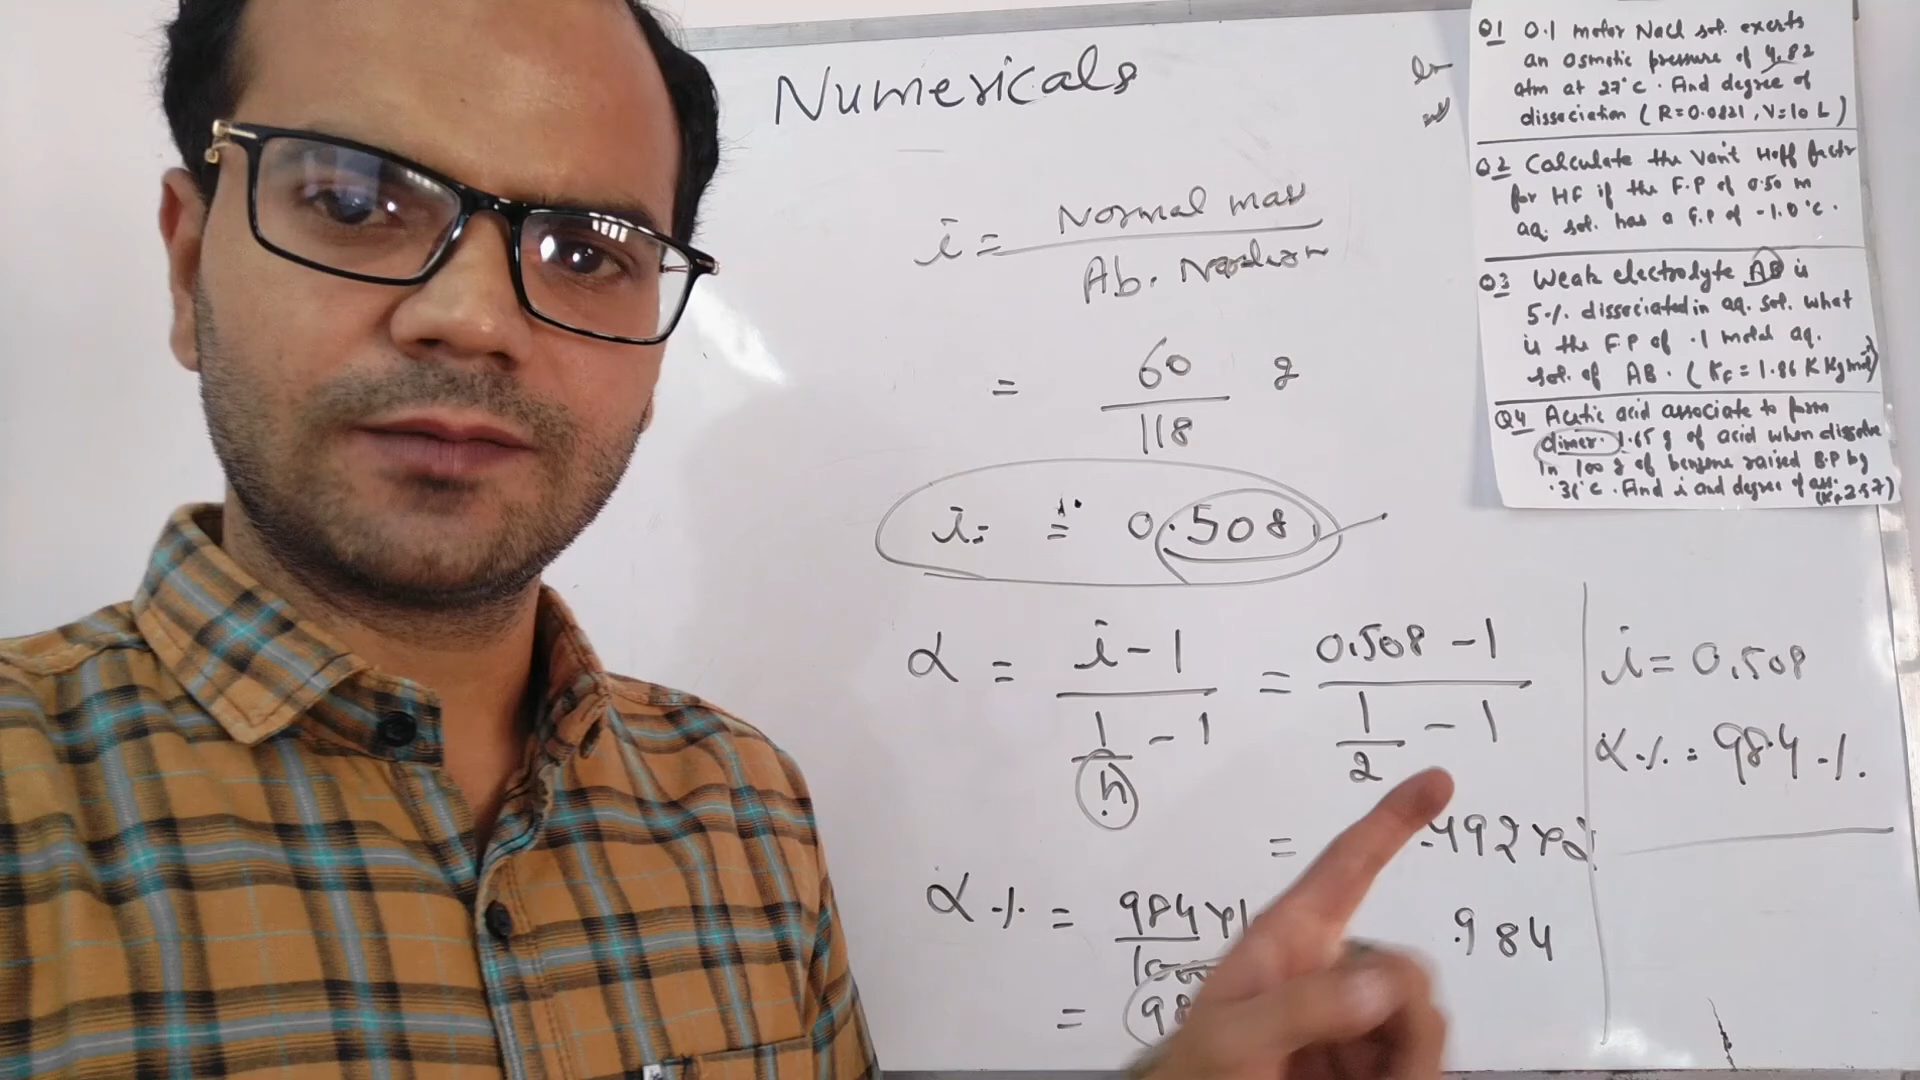 Numericals
i = Normal mass
Ab.
= 60 g
118
i = = 0.508
α = i - 1 = 0.508 - 1
1 - 1 1 - 1
n 2
= .492 x 2
α % = 984
= 98
.984
i = 0.508
α % = 98.4 %.
Q1 0.1 molar NaCl sol. exerts
an osmotic pressure of 4.82
atm at 27°C. Find degree of
dissociation (R=0.0821, V=10 L)
Q2 Calculate the Van't Hoff factor
for HF if the F.P of 0.50 m
aq. sol. has a F.P of -1.0°C.
Q3 Weak electrolyte AB is
5 % dissociated in aq. sol. what
is the F.P of .1 molal aq.
sol. of AB. (Kf = 1.86 K Kg mol⁻¹)
Q4 Acetic acid associate to form
dimer. 1.65 g of acid when dissolve
in 100 g of benzene raised B.P by
.36°C. Find i and degree of ass.